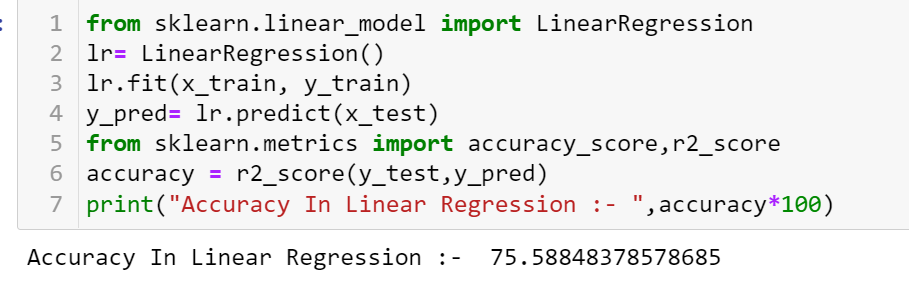 1 from sklearn.linear_model import LinearRegression
2 lr= LinearRegression()
3 lr.fit(x_train, y_train)
4 y_pred= lr.predict(x_test)
5 from sklearn.metrics import accuracy_score,r2_score
6 accuracy = r2_score(y_test,y_pred)
7 print("Accuracy In Linear Regression :- ",accuracy*100)
Accuracy In Linear Regression :-  75.58848378578685